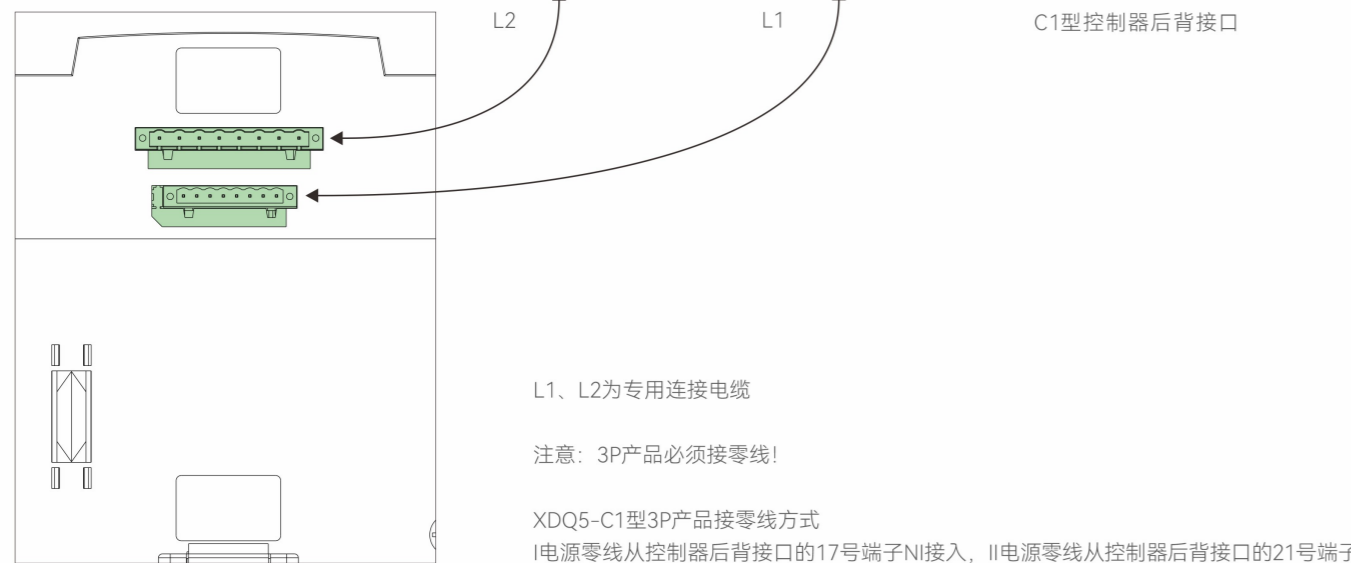 L2
L1
C1型控制器后背接口
L1、L2为专用连接电缆
注意：3P产品必须接零线！
XDQ5-C1型3P产品接零线方式
I电源零线从控制器后背接口的17号端子NI接入，II电源零线从控制器后背接口的21号端子